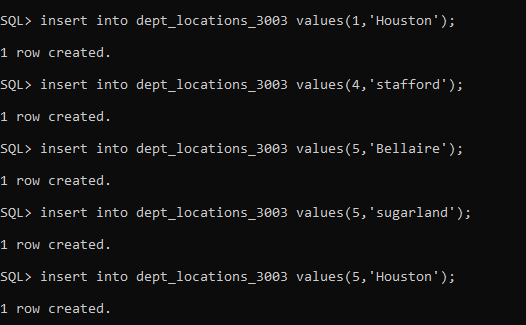 SQL> insert into dept_locations_3003 values(1,'Houston');
1 row created.
SQL> insert into dept_locations_3003 values(4,'stafford');
1 row created.
SQL> insert into dept_locations_3003 values(5,'Bellaire');
1 row created.
SQL> insert into dept_locations_3003 values(5,'sugarland');
1 row created.
SQL> insert into dept_locations_3003 values(5,'Houston');
1 row created.